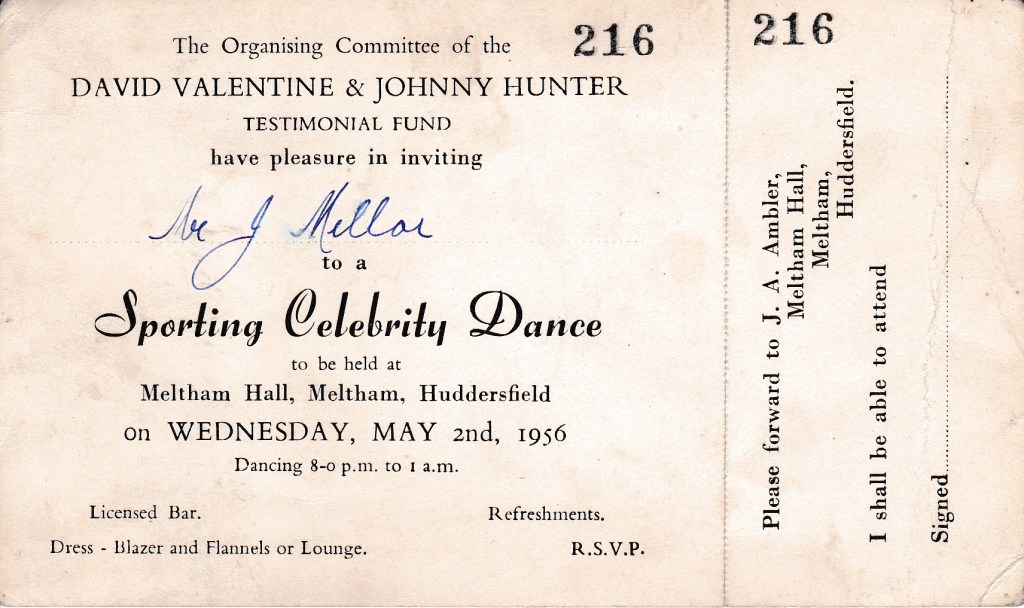 The Organising Committee of the
216
DAVID VALENTINE & JOHNNY HUNTER
TESTIMONIAL FUND
have pleasure in inviting
Mr J Mellor
to a
Sporting Celebrity Dance
to be held at
Meltham Hall, Meltham, Huddersfield
on WEDNESDAY, MAY 2nd, 1956
Dancing 8-0 p.m. to 1 a.m.
Licensed Bar.
Refreshments.
Dress - Blazer and Flannels or Lounge.
R.S.V.P.
216
Please forward to J. A. Ambler,
Meltham Hall,
Meltham,
Huddersfield.
I shall be able to attend
Signed